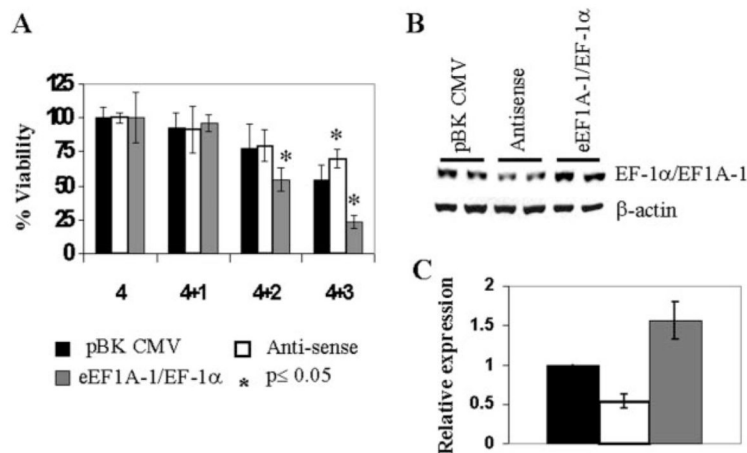 A
% Viability
125
100
75
50
25
0
*
*
*
4
4+1
4+2
4+3
pBK CMV
Anti-sense
eEF1A-1/EF-1α
* p≤ 0.05
B
pBK CMV
Antisense
eEF1A-1/EF-1α
EF-1α/EF1A-1
β-actin
C
Relative expression
2
1.5
1
0.5
0